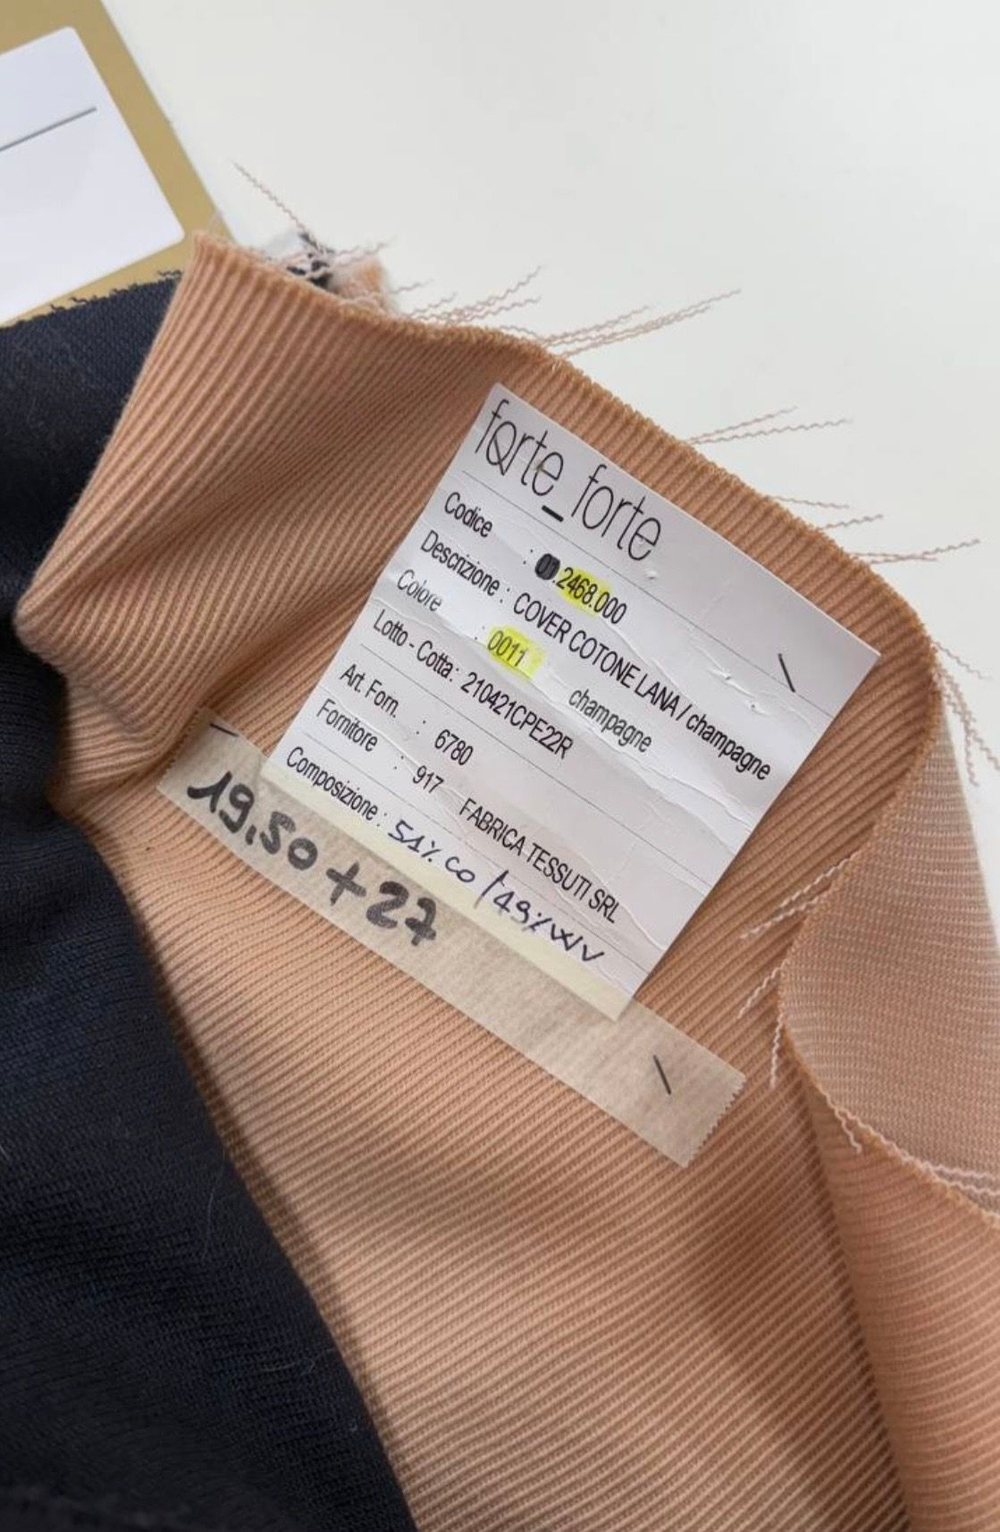 forte_forte
Codice : 01.2468.000
Descrizione : COVER COTONE LANA / champagne
Colore : 0011 champagne
Lotto - Cotta: 210421CPE22R
Art. Forn. : 6780
Fornitore : 917 FABRICA TESSUTI SRL
Composizione : 51% CO / 49% WV
19.50 + 27